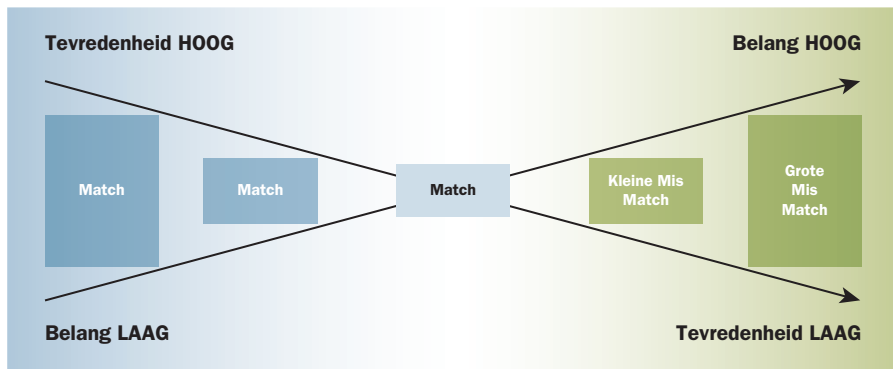 Tevredenheid HOOG
Belang HOOG
Match
Match
Match
Kleine Mis
Match
Grote
Mis
Match
Belang LAAG
Tevredenheid LAAG